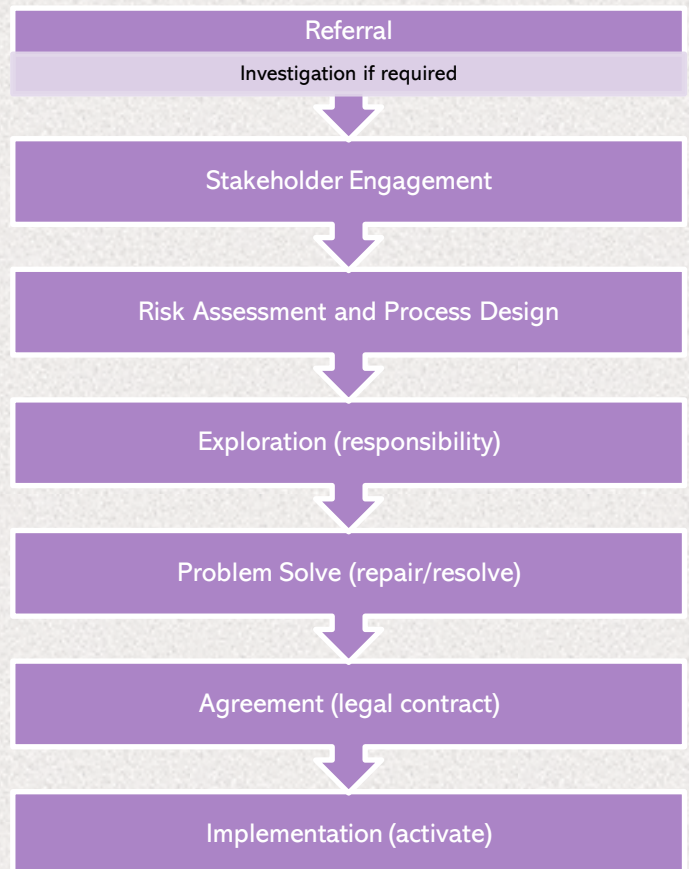 Referral
Investigation if required
Stakeholder Engagement
Risk Assessment and Process Design
Exploration (responsibility)
Problem Solve (repair/resolve)
Agreement (legal contract)
Implementation (activate)